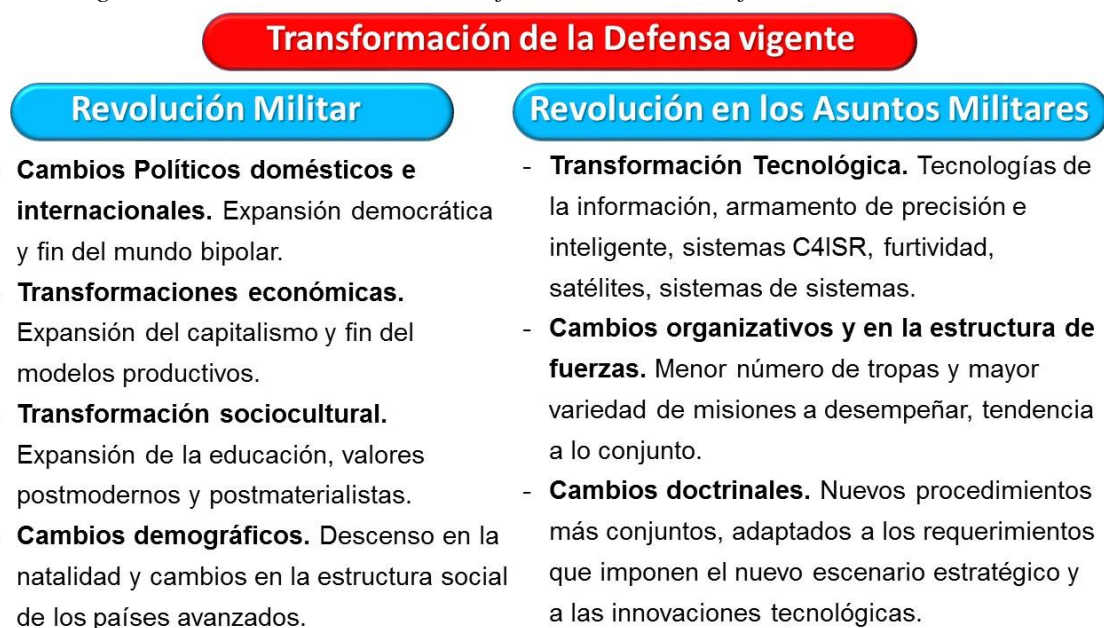 Transformación de la Defensa vigente
Revolución Militar
Cambios Políticos domésticos e
internacionales. Expansión democrática
y fin del mundo bipolar.
Transformaciones económicas.
Expansión del capitalismo y fin del
modelos productivos.
Transformación sociocultural.
Expansión de la educación, valores
postmodernos y postmaterialistas.
Cambios demográficos. Descenso en la
natalidad y cambios en la estructura social
de los países avanzados.
Revolución en los Asuntos Militares
- Transformación Tecnológica. Tecnologías de
la información, armamento de precisión e
inteligente, sistemas C4ISR, furtividad,
satélites, sistemas de sistemas.
- Cambios organizativos y en la estructura de
fuerzas. Menor número de tropas y mayor
variedad de misiones a desempeñar, tendencia
a lo conjunto.
- Cambios doctrinales. Nuevos procedimientos
más conjuntos, adaptados a los requerimientos
que imponen el nuevo escenario estratégico y
a las innovaciones tecnológicas.